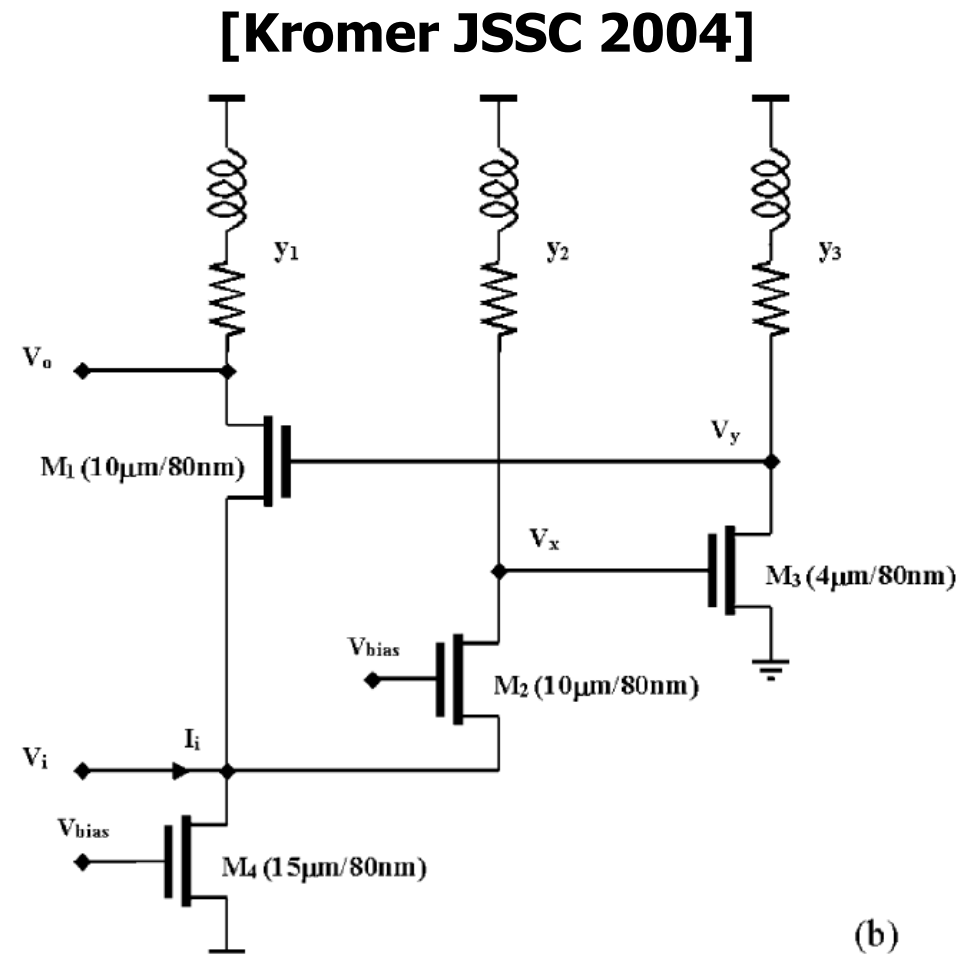 [Kromer JSSC 2004]
y1 y2 y3
Vo
Vy
M1 (10μm/80nm)
Vx
M3 (4μm/80nm)
Vbias
M2 (10μm/80nm)
Ii
Vi
Vbias
M4 (15μm/80nm)
(b)